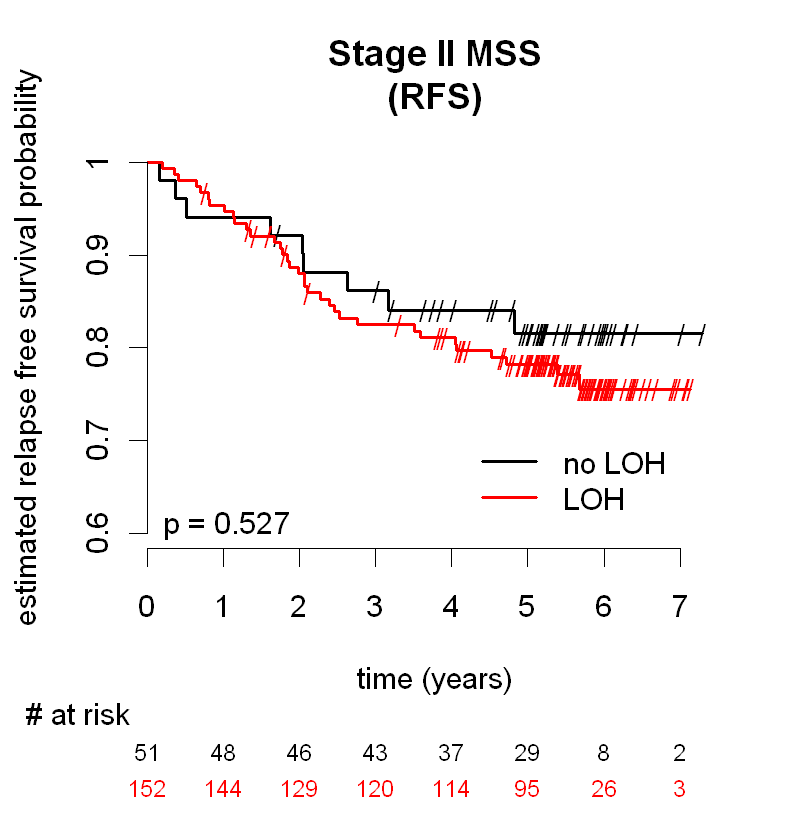 Stage II MSS
(RFS)
estimated relapse free survival probability
1
0.9
0.8
0.7
0.6
no LOH
LOH
p = 0.527
0 1 2 3 4 5 6 7
time (years)
# at risk
51 48 46 43 37 29 8 2
152 144 129 120 114 95 26 3